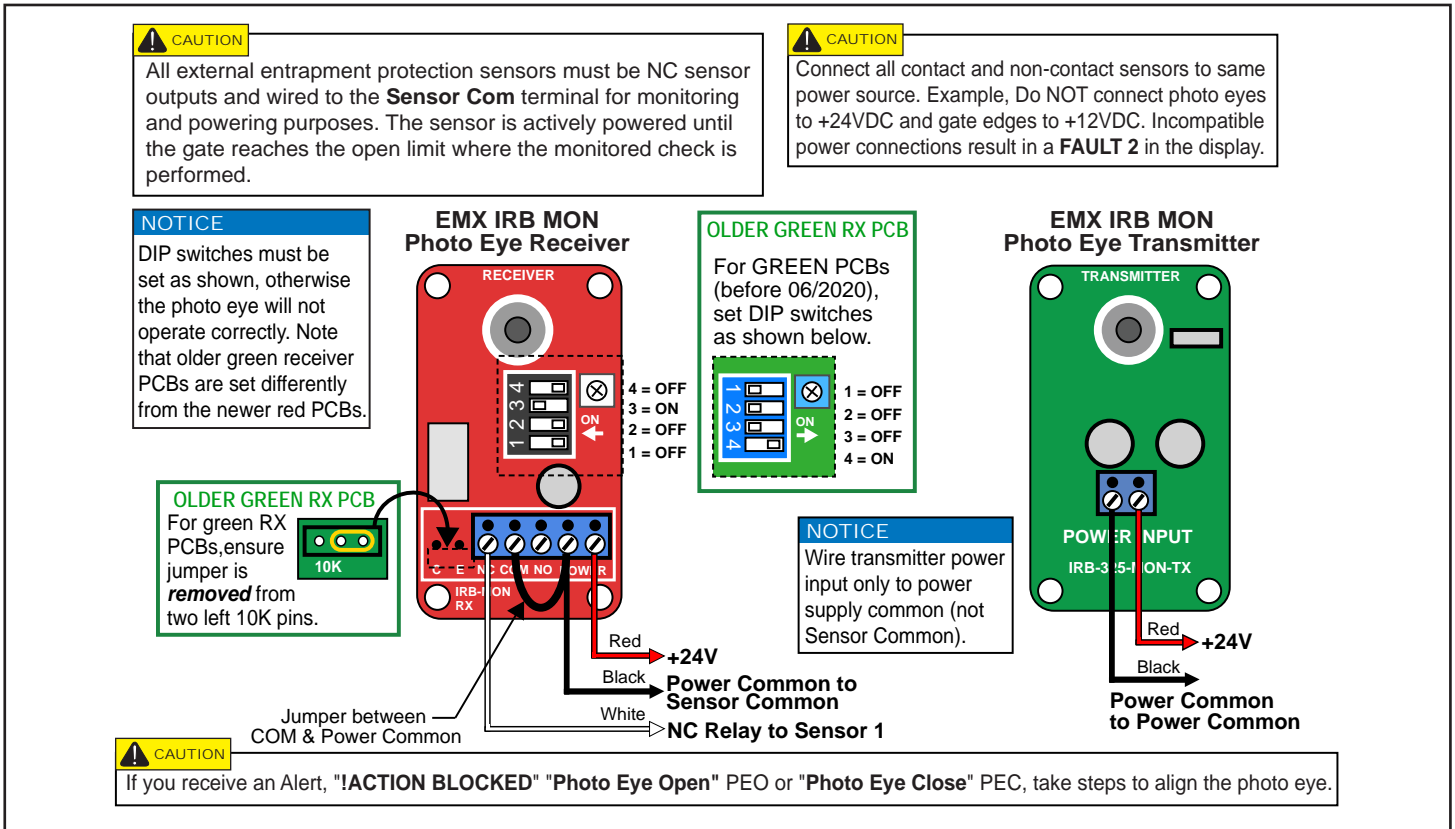 CAUTION
All external entrapment protection sensors must be NC sensor
outputs and wired to the Sensor Com terminal for monitoring
and powering purposes. The sensor is actively powered until
the gate reaches the open limit where the monitored check is
performed.
CAUTION
Connect all contact and non-contact sensors to same
power source. Example, Do NOT connect photo eyes
to +24VDC and gate edges to +12VDC. Incompatible
power connections result in a FAULT 2 in the display.
NOTICE
DIP switches must be
set as shown, otherwise
the photo eye will not
operate correctly. Note
that older green receiver
PCBs are set differently
from the newer red PCBs.
EMX IRB MON
Photo Eye Receiver
RECEIVER
1 2 3 4
ON
4 = OFF
3 = ON
2 = OFF
1 = OFF
C E NC COM NO POWER
IRB-MON
RX
OLDER GREEN RX PCB
For GREEN PCBs
(before 06/2020),
set DIP switches
as shown below.
1 2 3 4
ON
1 = OFF
2 = OFF
3 = OFF
4 = ON
EMX IRB MON
Photo Eye Transmitter
TRANSMITTER
POWER INPUT
IRB-325-MON-TX
Red
+24V
Black
Power Common
to Power Common
OLDER GREEN RX PCB
For green RX
PCBs,ensure
jumper is
removed from
two left 10K pins.
10K
NOTICE
Wire transmitter power
input only to power
supply common (not
Sensor Common).
Red
+24V
Black
Power Common to
Sensor Common
White
NC Relay to Sensor 1
Jumper between
COM & Power Common
CAUTION
If you receive an Alert, "!ACTION BLOCKED" "Photo Eye Open" PEO or "Photo Eye Close" PEC, take steps to align the photo eye.